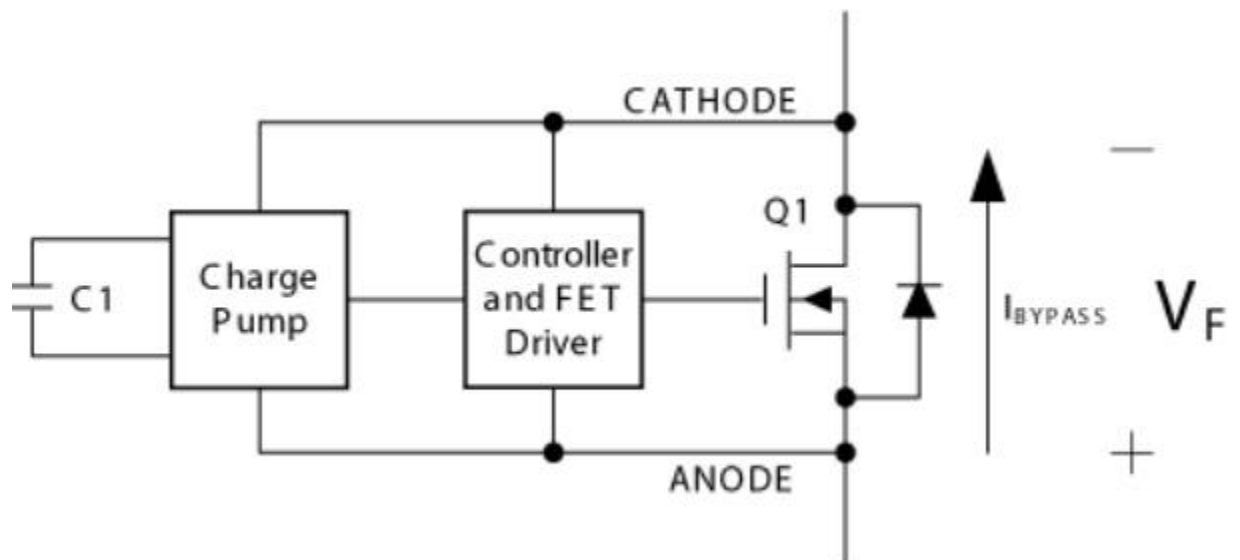 CATHODE
Q1
Charge
Pump
Controller
and FET
Driver
C1
IBYPASS
−
VF
+
ANODE